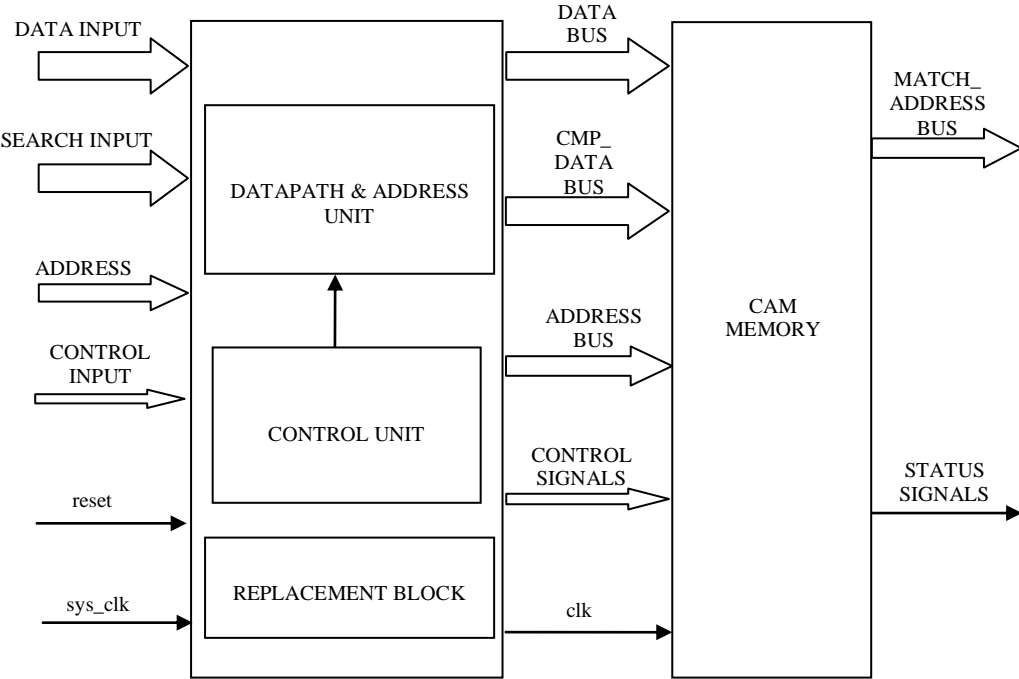 DATA INPUT
SEARCH INPUT
ADDRESS
CONTROL
INPUT
reset
sys_clk
DATAPATH & ADDRESS
UNIT
CONTROL UNIT
REPLACEMENT BLOCK
DATA
BUS
CMP_
DATA
BUS
ADDRESS
BUS
CONTROL
SIGNALS
clk
CAM
MEMORY
MATCH_
ADDRESS
BUS
STATUS
SIGNALS